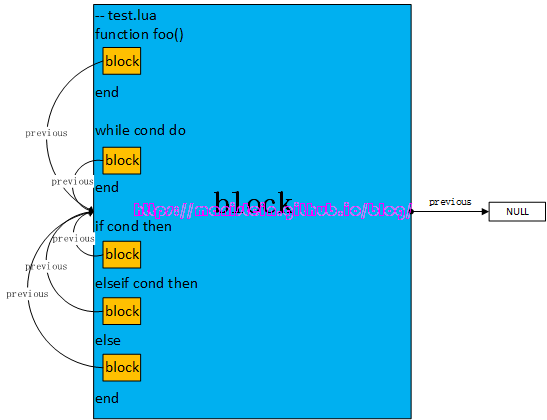 -- test.lua
function foo()
block
end
previous
while cond do
block
previous
end
block
previous
NULL
if cond then
previous
block
previous
elseif cond then
previous
block
else
block
end